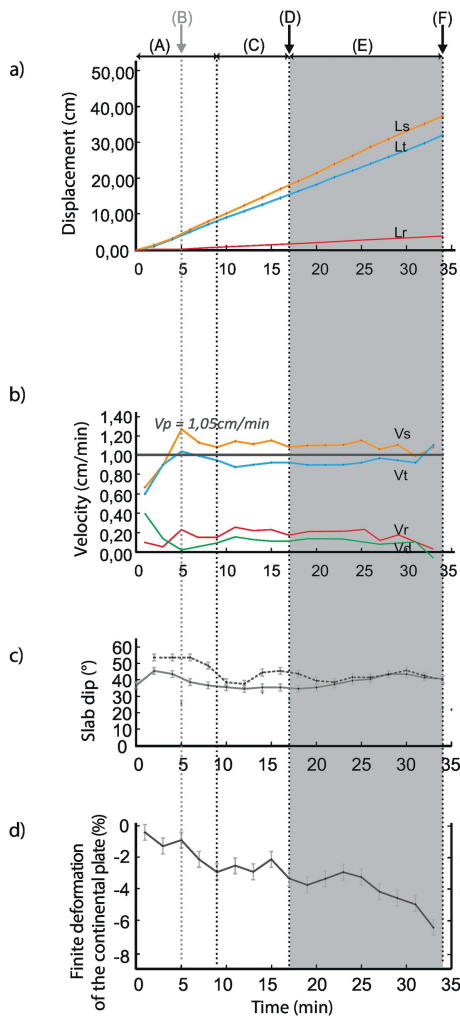 (B)
(D)
(F)
(A)
(C)
(E)
a)
50,00
40,00
30,00
20,00
10,00
0,00
Displacement (cm)
Ls
Lt
Lr
0 5 10 15 20 25 30 35
b)
Vp = 1,05cm/min
1,40
1,20
1,00
0,80
0,60
0,40
0,20
0,00
Velocity (cm/min)
Vs
Vt
Vr
Vd
0 5 10 15 20 25 30 35
c)
60
50
40
30
20
10
0
Slab dip (°)
0 5 10 15 20 25 30 35
min
d)
0
-2
-4
-6
-8
Finite deformation
of the continental plate (%)
0 5 10 15 20 25 30 35
Time (min)